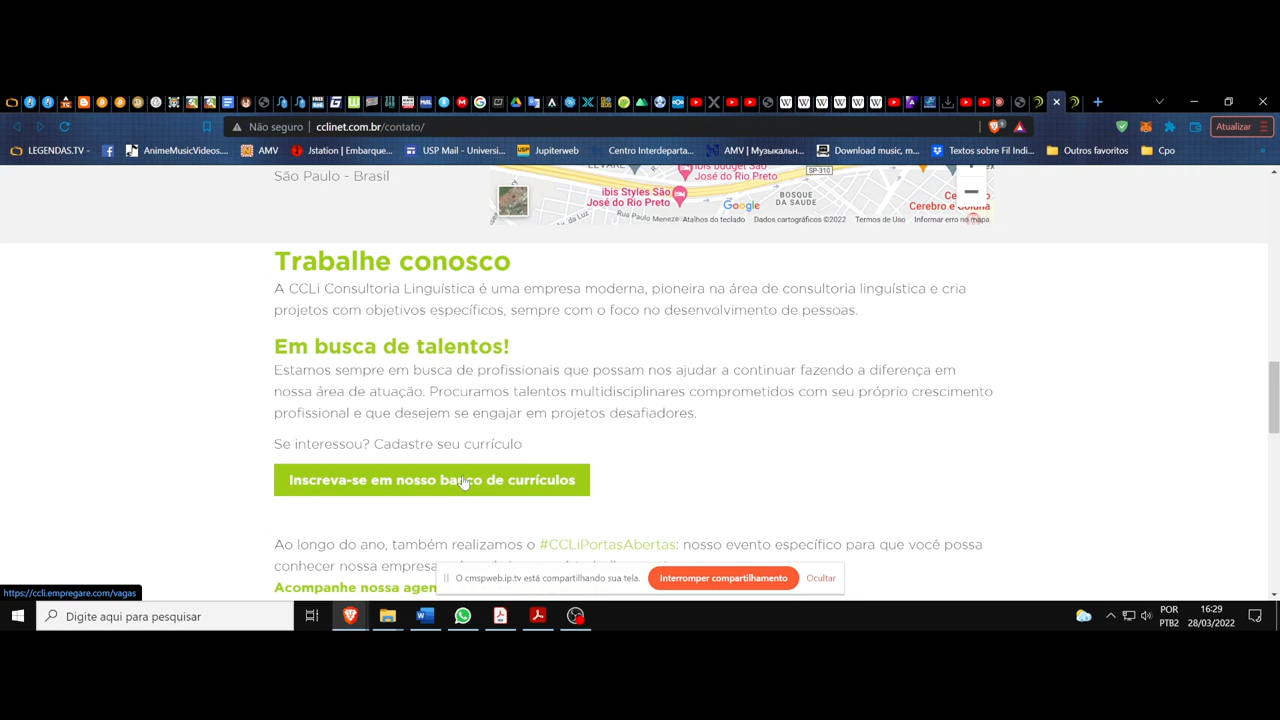 Não seguro
cclinet.com.br/contato/
Atualizar
LEGENDAS.TV -
AnimeMusicVideos....
AMV
Jstation | Embarque...
USP Mail - Universi...
Jupiterweb
Centro Interdeparta...
AMV | Музыкальн...
Download music, m...
Textos sobre Fil Indi...
Outros favoritos
Cpo
São Paulo - Brasil
ibis budget São
José do Rio Preto
ibis Styles São
José do Rio Preto
SP-310
BOSQUE
DA SAUDE
Cerebro e Coluna
Rua Paulo Meneze
Google
Atalhos do teclado
Dados cartográficos ©2022
Termos de Uso
Informar erro no mapa
Trabalhe conosco
A CCLi Consultoria Linguística é uma empresa moderna, pioneira na área de consultoria linguística e cria
projetos com objetivos específicos, sempre com o foco no desenvolvimento de pessoas.
Em busca de talentos!
Estamos sempre em busca de profissionais que possam nos ajudar a continuar fazendo a diferença em
nossa área de atuação. Procuramos talentos multidisciplinares comprometidos com seu próprio crescimento
profissional e que desejem se engajar em projetos desafiadores.
Se interessou? Cadastre seu currículo
Inscreva-se em nosso banco de currículos
Ao longo do ano, também realizamos o #CCLiPortasAbertas: nosso evento específico para que você possa
conhecer nossa empresa
O cmspweb.ip.tv está compartilhando sua tela.
Interromper compartilhamento
Ocultar
Acompanhe nossa agen
https://ccli.empregare.com/vagas
Digite aqui para pesquisar
POR
PTB2
16:29
28/03/2022